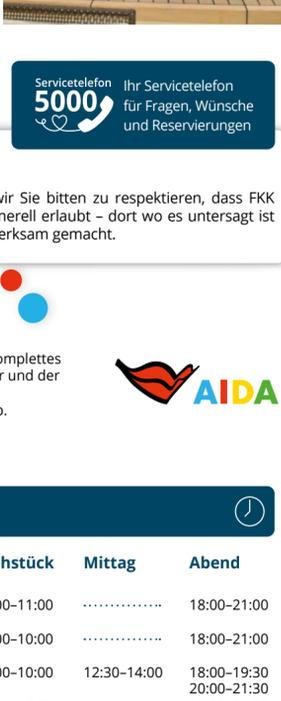 Servicetelefon
5000
Ihr Servicetelefon
für Fragen, Wünsche
und Reservierungen
wir Sie bitten zu respektieren, dass FKK
nerell erlaubt – dort wo es untersagt ist
erksam gemacht.
omplettes
r und der
o.
AIDA
hstück Mittag Abend
00–11:00 18:00–21:00
00–10:00 18:00–21:00
00–10:00 12:30–14:00 18:00–19:30
20:00–21:30